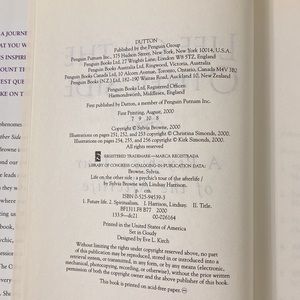 DUTTON
Published by the Penguin Group
Penguin Putnam Inc., 375 Hudson Street, New York, New York 10014, U.S.A.
Penguin Books Ltd, 27 Wrights Lane, London W8 5TZ, England
Penguin Books Australia Ltd, Ringwood, Victoria, Australia
Penguin Books Canada Ltd, 10 Alcorn Avenue, Toronto, Ontario, Canada M4V 3B2
Penguin Books (N.Z.) Ltd, 182-190 Wairau Road, Auckland 10, New Zealand
Penguin Books Ltd, Registered Offices:
Harmondsworth, Middlesex, England
First published by Dutton, a member of Penguin Putnam Inc.
First Printing, August, 2000
Copyright © Sylvia Browne, 2000
Illustrations on pages 251, 252, and 253 copyright © Christina Simonds, 2000.
Illustrations on pages 254, 255, and 256 copyright © Kirk Simonds, 2000.
All rights reserved
REGISTERED TRADEMARK—MARCA REGISTRADA
LIBRARY OF CONGRESS CATALOGING-IN-PUBLICATION DATA:
Browne, Sylvia.
Life on the other side : a psychic's tour of the afterlife /
by Sylvia Browne with Lindsay Harrison.
p. cm.
ISBN 0-525-94539-3
1. Future life. 2. Spiritualism. I. Harrison, Lindsay. II. Title.
BF1311.F8 B77 2000
133.9—dc21 00-026164
Printed in the United States of America
Set in Goudy
Designed by Eve L. Kirch
Without limiting the rights under copyright reserved above, no part of
this publication may be reproduced, stored in or introduced into a
retrieval system, or transmitted, in any form, or by any means (electronic,
mechanical, photocopying, recording, or otherwise), without the prior written
permission of both the copyright owner and the above publisher of this book.
This book is printed on acid-free paper.